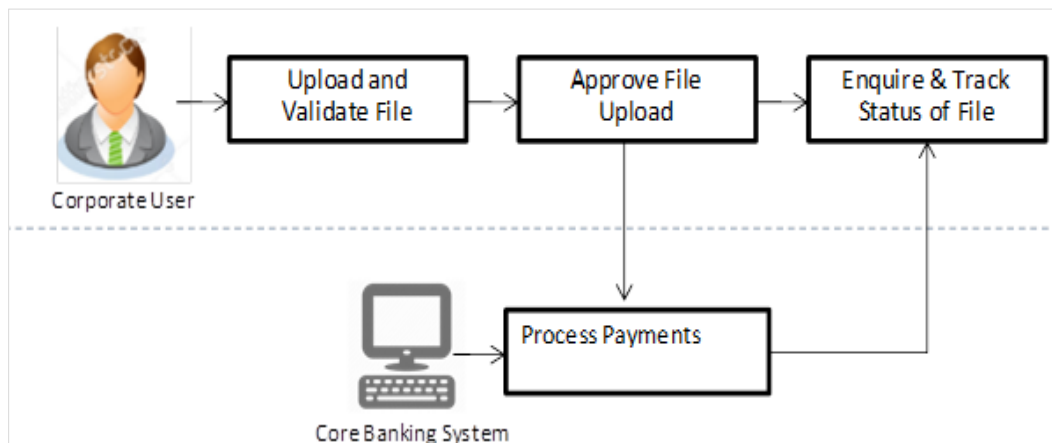 Upload and
Validate File
Approve File
Upload
Enquire & Track
Status of File
Corporate User
Process Payments
Core Banking System